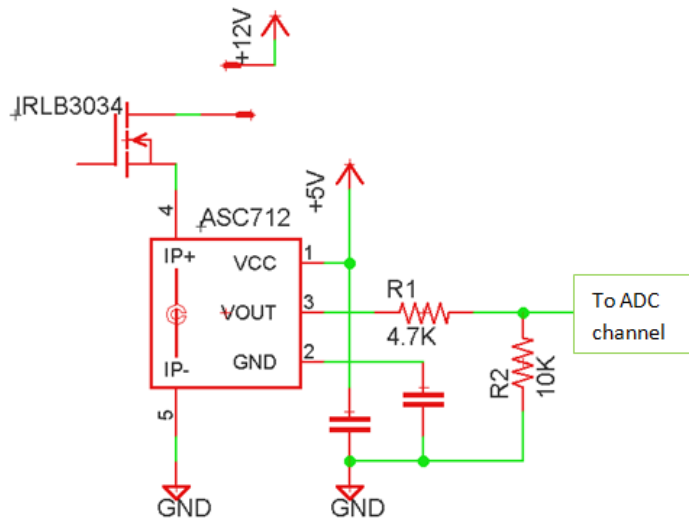 +12V
IRLB3034
+5V
4
ASC712
IP+
VCC
1
R1
To ADC
channel
VOUT
3
4.7K
GND
2
R2
10K
IP-
5
GND
GND